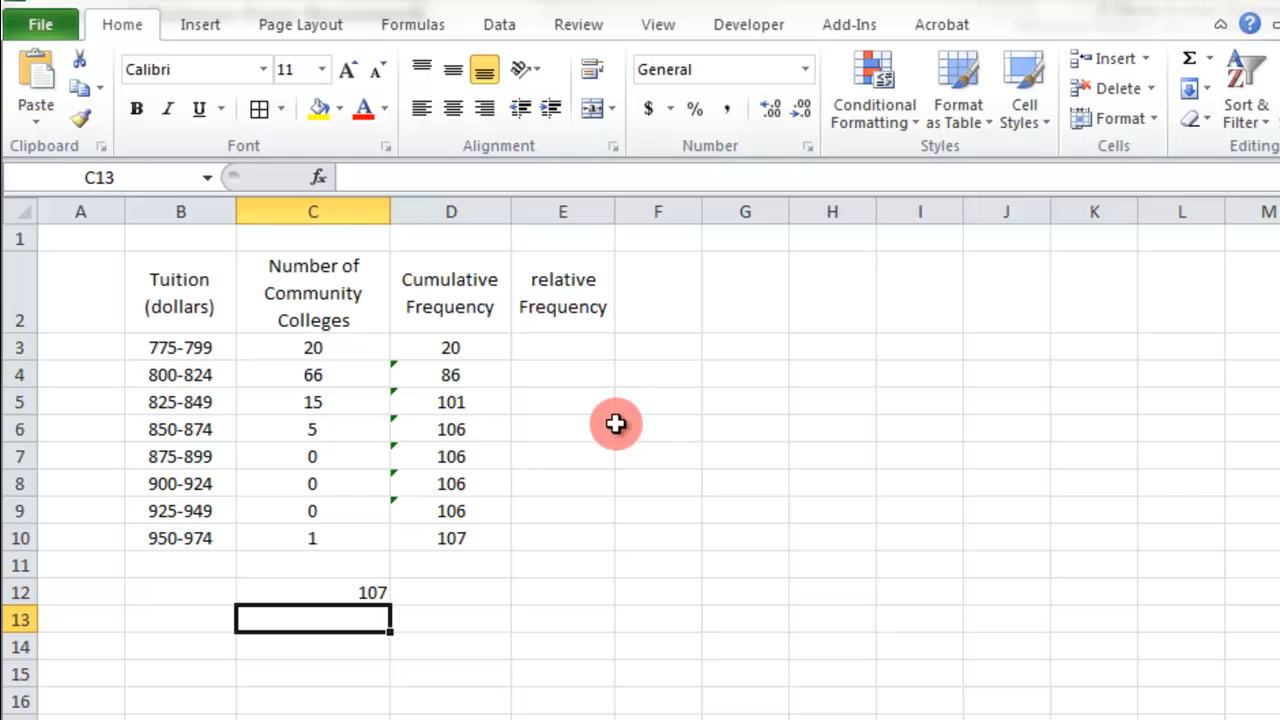 File Home Insert Page Layout Formulas Data Review View Developer Add-Ins Acrobat
Calibri 11 General Insert Σ
Paste B I U A $ % , Conditional Formatting Format as Table Cell Styles Delete Format Sort & Filter
Clipboard Font Alignment Number Styles Cells Editing
C13 fx
A B C D E F G H I J K L M
1
2 Tuition (dollars) Number of Community Colleges Cumulative Frequency relative Frequency
3 775-799 20 20
4 800-824 66 86
5 825-849 15 101
6 850-874 5 106
7 875-899 0 106
8 900-924 0 106
9 925-949 0 106
10 950-974 1 107
11
12 107
13
14
15
16